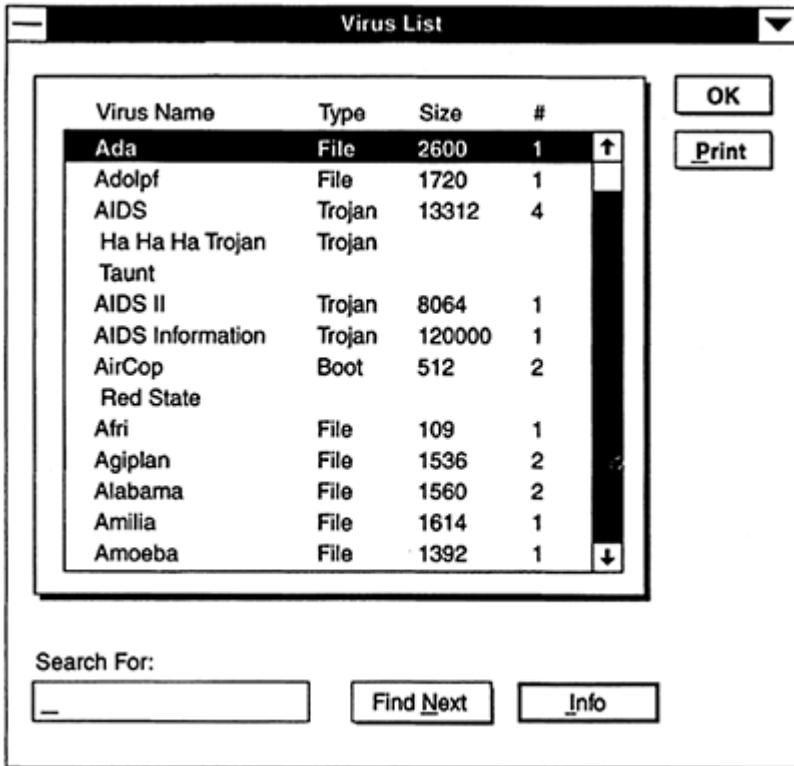 Virus List
OK
Print
Virus Name Type Size #
Ada File 2600 1
Adolpf File 1720 1
AIDS Trojan 13312 4
Ha Ha Ha Trojan Trojan
Taunt
AIDS II Trojan 8064 1
AIDS Information Trojan 120000 1
AirCop Boot 512 2
Red State
Afri File 109 1
Agiplan File 1536 2
Alabama File 1560 2
Amilia File 1614 1
Amoeba File 1392 1
Search For:
Find Next
Info